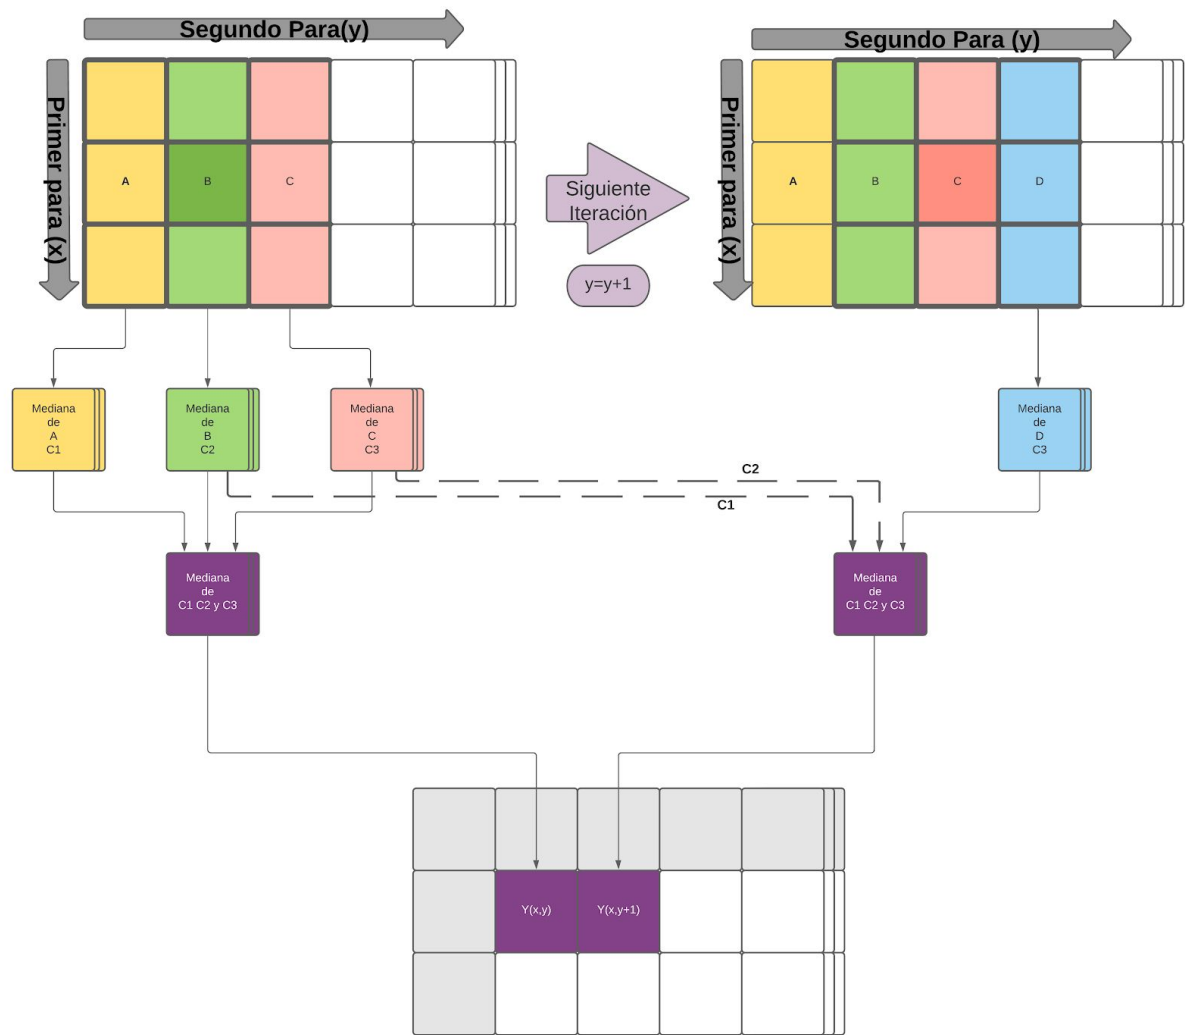 Segundo Para(y)
Primer para (x)
A
B
C
Siguiente
Iteración
y=y+1
Segundo Para (y)
Primer para (x)
A
B
C
D
Mediana
de
A
C1
Mediana
de
B
C2
Mediana
de
C
C3
Mediana
de
D
C3
C2
C1
Mediana
de
C1 C2 y C3
Mediana
de
C1 C2 y C3
Y(x,y)
Y(x,y+1)